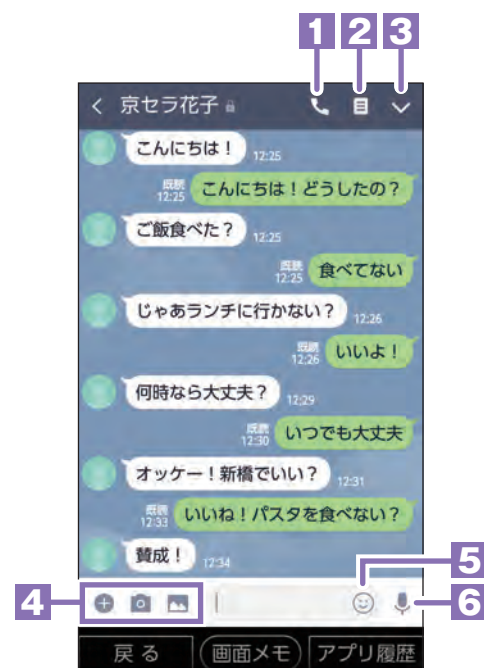 1 2 3
京セラ花子
こんにちは！ 12:25
既読 12:25 こんにちは！どうしたの？
ご飯食べた？ 12:25
既読 12:25 食べてない
じゃあランチに行かない？ 12:26
既読 12:26 いいよ！
何時なら大丈夫？ 12:29
既読 12:30 いつでも大丈夫
オッケー！新橋でいい？ 12:31
既読 12:33 いいね！パスタを食べない？
賛成！ 12:34
5
4
6
戻る 画面メモ アプリ履歴